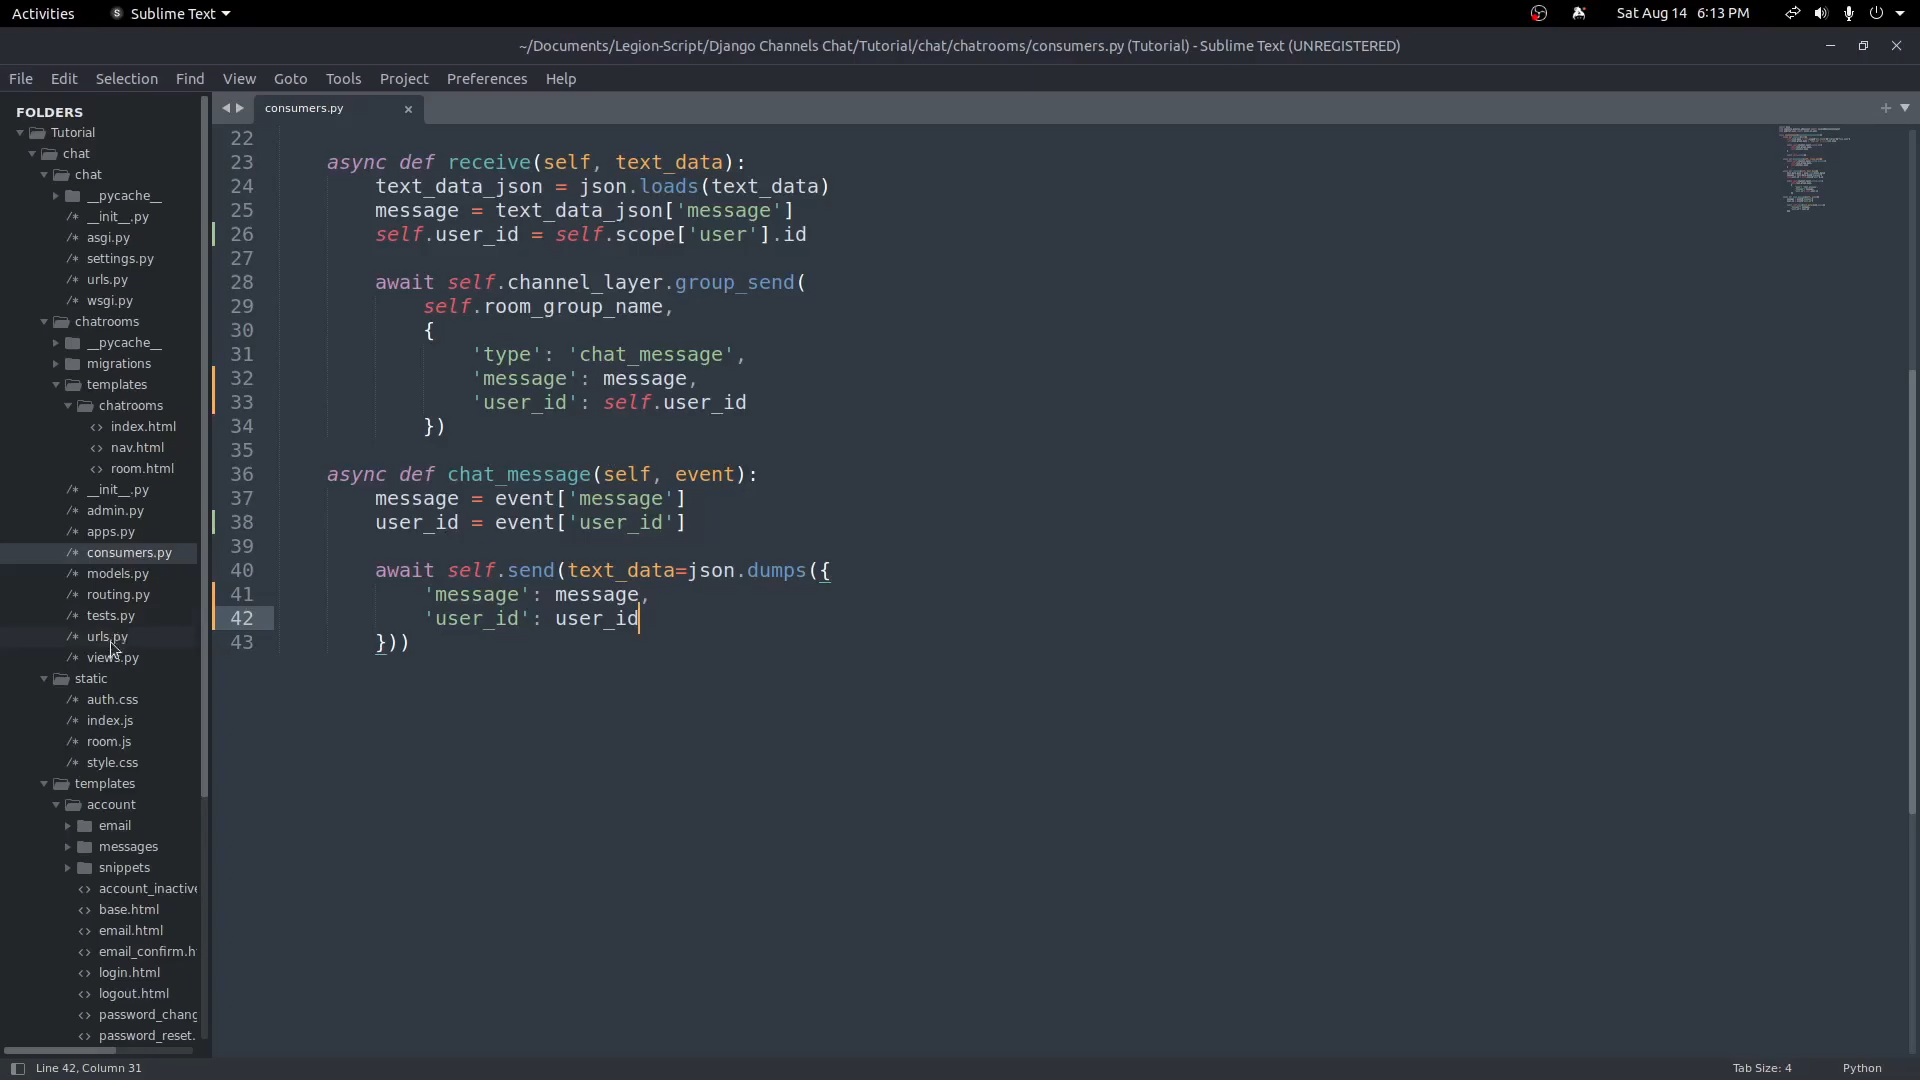 Activities
Sublime Text
Sat Aug 14 6:13 PM
~/Documents/Legion-Script/Django Channels Chat/Tutorial/chat/chatrooms/consumers.py (Tutorial) - Sublime Text (UNREGISTERED)
File Edit Selection Find View Goto Tools Project Preferences Help
FOLDERS
Tutorial
chat
chat
__pycache__
/* __init__.py
/* asgi.py
/* settings.py
/* urls.py
/* wsgi.py
chatrooms
__pycache__
migrations
templates
chatrooms
<> index.html
<> nav.html
<> room.html
/* __init__.py
/* admin.py
/* apps.py
/* consumers.py
/* models.py
/* routing.py
/* tests.py
/* urls.py
/* views.py
static
/* auth.css
/* index.js
/* room.js
/* style.css
templates
account
email
messages
snippets
<> account_inactive
<> base.html
<> email.html
<> email_confirm.h
<> login.html
<> logout.html
<> password_chang
<> password_reset.
consumers.py
22
23 async def receive(self, text_data):
24 text_data_json = json.loads(text_data)
25 message = text_data_json['message']
26 self.user_id = self.scope['user'].id
27
28 await self.channel_layer.group_send(
29 self.room_group_name,
30 {
31 'type': 'chat_message',
32 'message': message,
33 'user_id': self.user_id
34 })
35
36 async def chat_message(self, event):
37 message = event['message']
38 user_id = event['user_id']
39
40 await self.send(text_data=json.dumps({
41 'message': message,
42 'user_id': user_id
43 }))
Line 42, Column 31
Tab Size: 4
Python